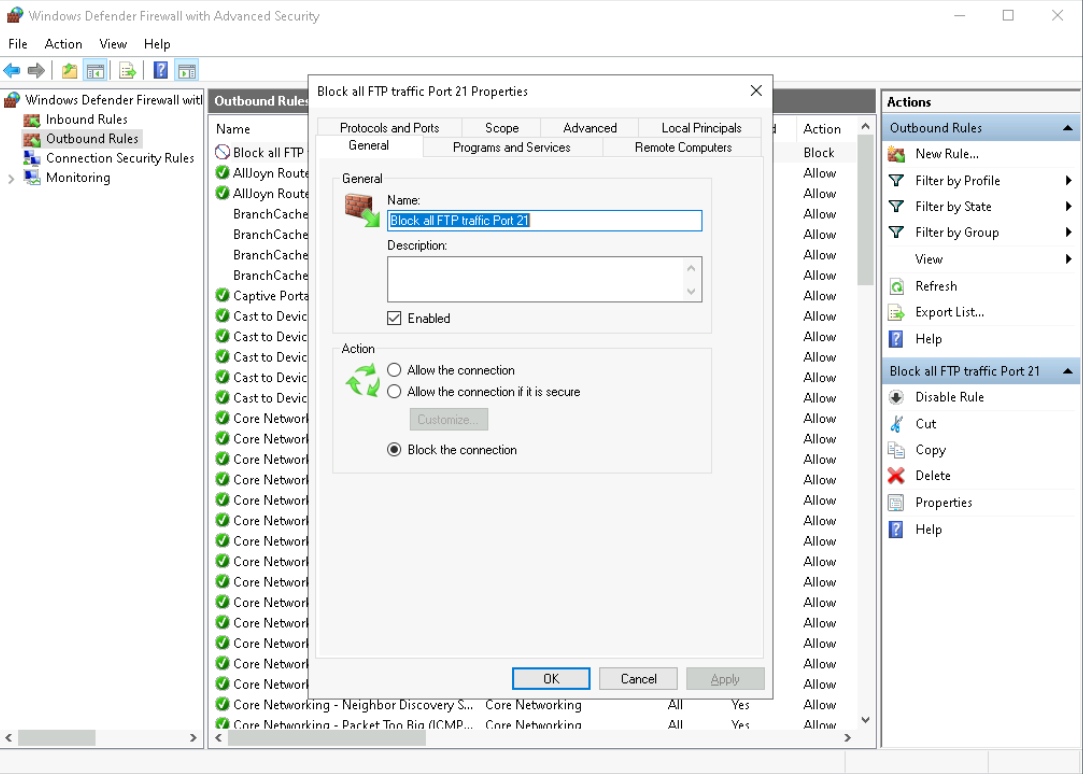 Windows Defender Firewall with Advanced Security
File Action View Help
Windows Defender Firewall witl
Inbound Rules
Outbound Rules
Connection Security Rules
Monitoring
Outbound Rules
Name
Action
Block all FTP
Block
AllJoyn Route
Allow
AllJoyn Route
Allow
BranchCache
Allow
BranchCache
Allow
BranchCache
Allow
BranchCache
Allow
Captive Porta
Allow
Cast to Devic
Allow
Cast to Devic
Allow
Cast to Devic
Allow
Cast to Devic
Allow
Cast to Devic
Allow
Core Network
Allow
Core Network
Allow
Core Network
Allow
Core Network
Allow
Core Network
Allow
Core Network
Allow
Core Network
Allow
Core Network
Allow
Core Network
Allow
Core Network
Allow
Core Network
Allow
Core Network
Allow
Core Network
Allow
Core Network
Allow
Core Networking - Neighbor Discovery S... Core Networking All Yes Allow
Core Networking - Packet Too Big (ICMP... Core Networking All Yes Allow
Block all FTP traffic Port 21 Properties
Protocols and Ports Scope Advanced Local Principals
General Programs and Services Remote Computers
General
Name:
Block all FTP traffic Port 21
Description:
Enabled
Action
Allow the connection
Allow the connection if it is secure
Customize...
Block the connection
OK Cancel Apply
Actions
Outbound Rules
New Rule...
Filter by Profile
Filter by State
Filter by Group
View
Refresh
Export List...
Help
Block all FTP traffic Port 21
Disable Rule
Cut
Copy
Delete
Properties
Help